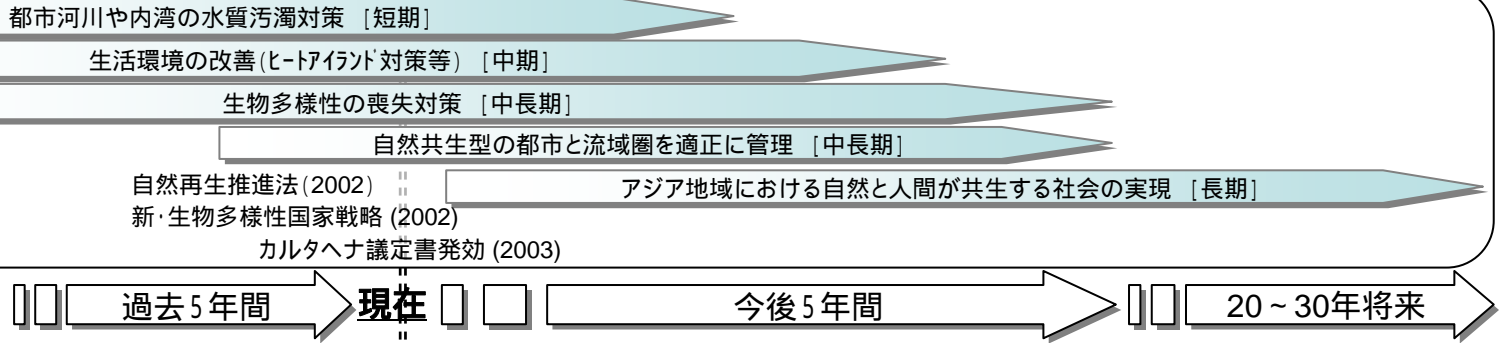 都市河川や内湾の水質汚濁対策 [短期]
生活環境の改善(ヒートアイランド対策等) [中期]
生物多様性の喪失対策 [中長期]
自然共生型の都市と流域圏を適正に管理 [中長期]
自然再生推進法(2002)
アジア地域における自然と人間が共生する社会の実現 [長期]
新・生物多様性国家戦略 (2002)
カルタヘナ議定書発効 (2003)
過去5年間 現在 今後5年間 20~30年将来